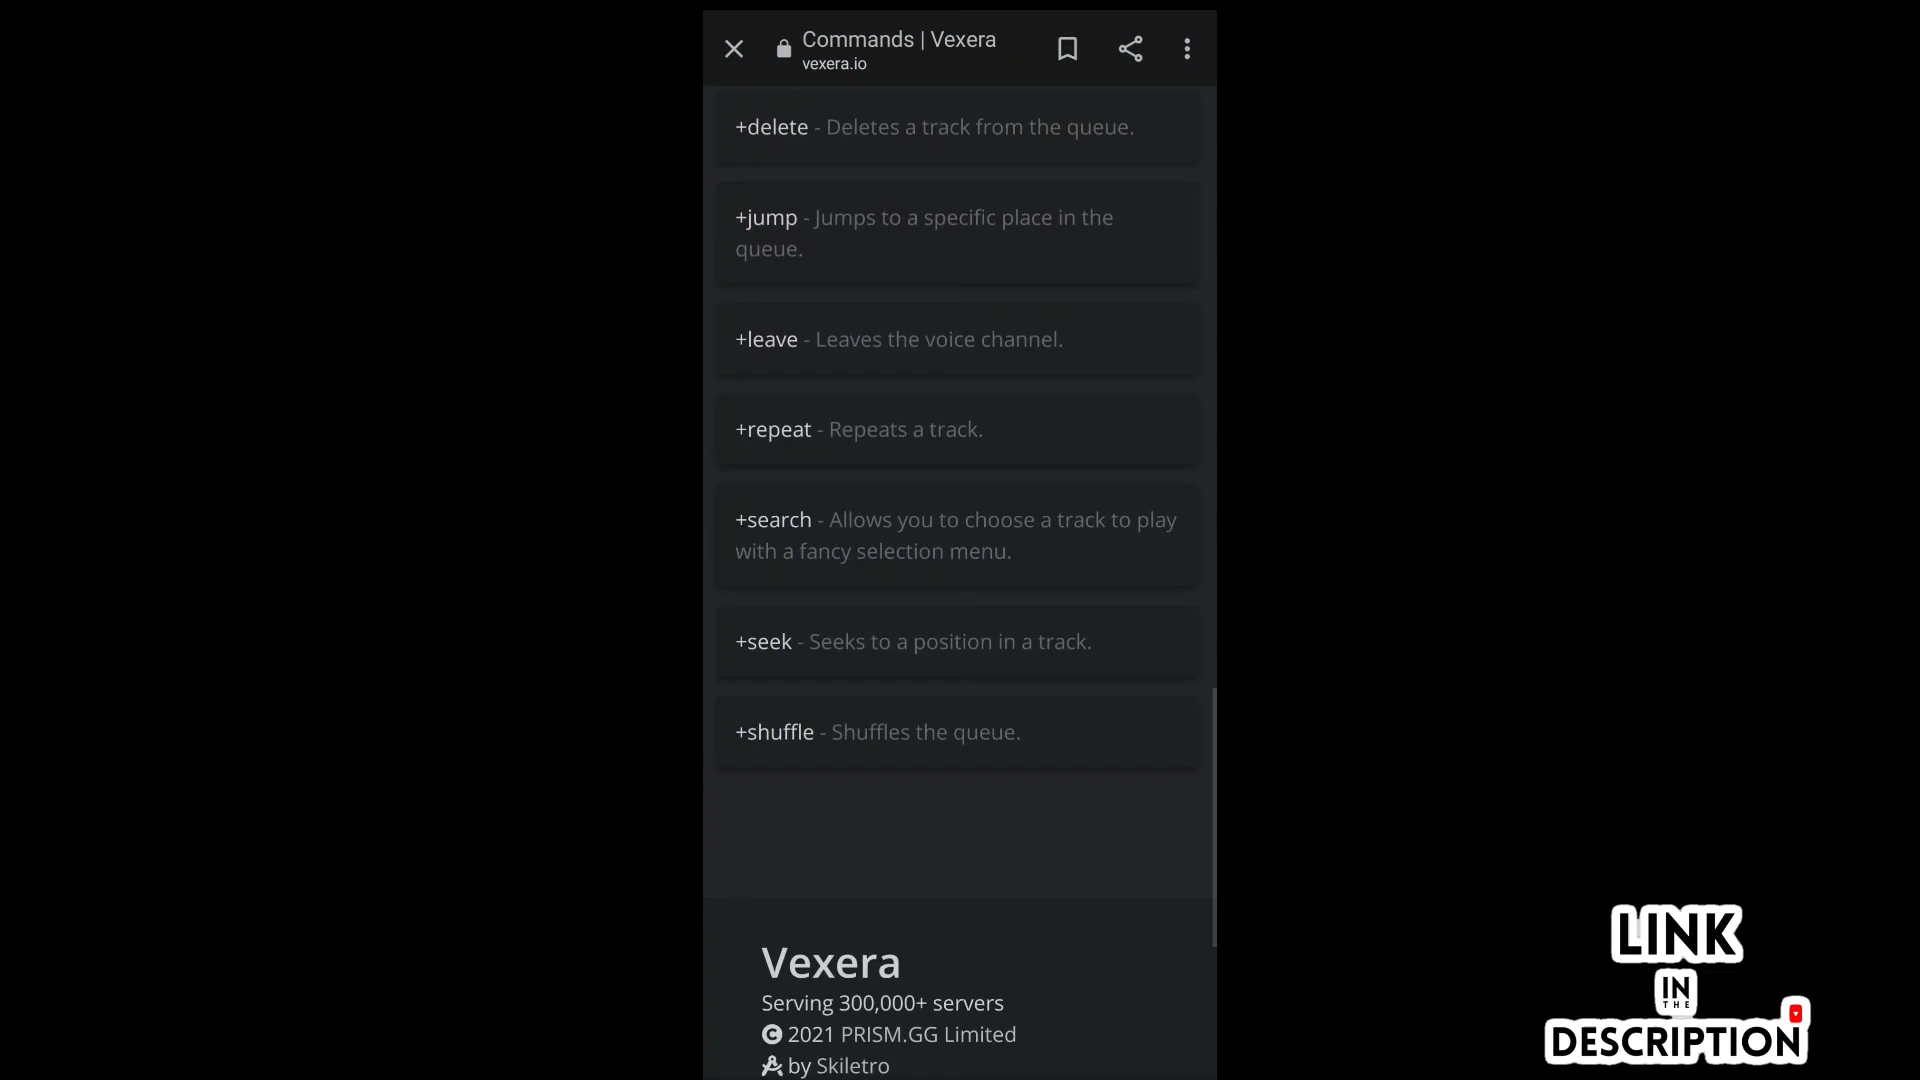 Commands | Vexera
vexera.io
+delete - Deletes a track from the queue.
+jump - Jumps to a specific place in the
queue.
+leave - Leaves the voice channel.
+repeat - Repeats a track.
+search - Allows you to choose a track to play
with a fancy selection menu.
+seek - Seeks to a position in a track.
+shuffle - Shuffles the queue.
Vexera
Serving 300,000+ servers
© 2021 PRISM.GG Limited
by Skiletro
LINK
IN
THE
DESCRIPTION